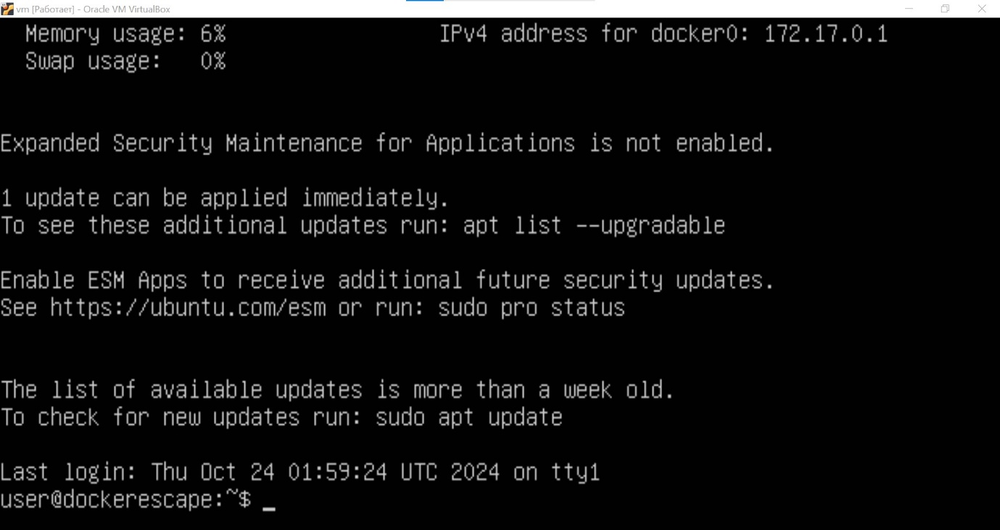 vm [Работает] - Oracle VM VirtualBox
Memory usage: 6% IPv4 address for docker0: 172.17.0.1
Swap usage: 0%
Expanded Security Maintenance for Applications is not enabled.
1 update can be applied immediately.
To see these additional updates run: apt list --upgradable
Enable ESM Apps to receive additional future security updates.
See https://ubuntu.com/esm or run: sudo pro status
The list of available updates is more than a week old.
To check for new updates run: sudo apt update
Last login: Thu Oct 24 01:59:24 UTC 2024 on tty1
user@dockerescape:~$ _